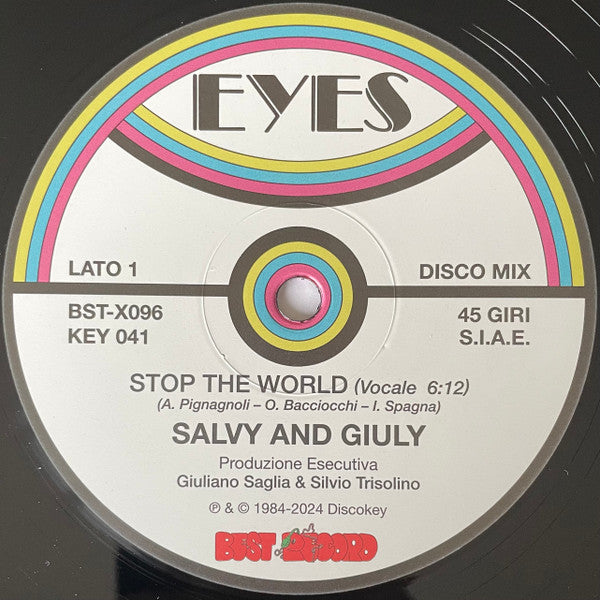 EYES
LATO 1 DISCO MIX
BST-X096 45 GIRI
KEY 041 S.I.A.E.
STOP THE WORLD (Vocale 6:12)
(A. Pignagnoli – O. Bacciocchi – I. Spagna)
SALVY AND GIULY
Produzione Esecutiva
Giuliano Saglia & Silvio Trisolino
℗ & © 1984-2024 Discokey
BEST RECORD